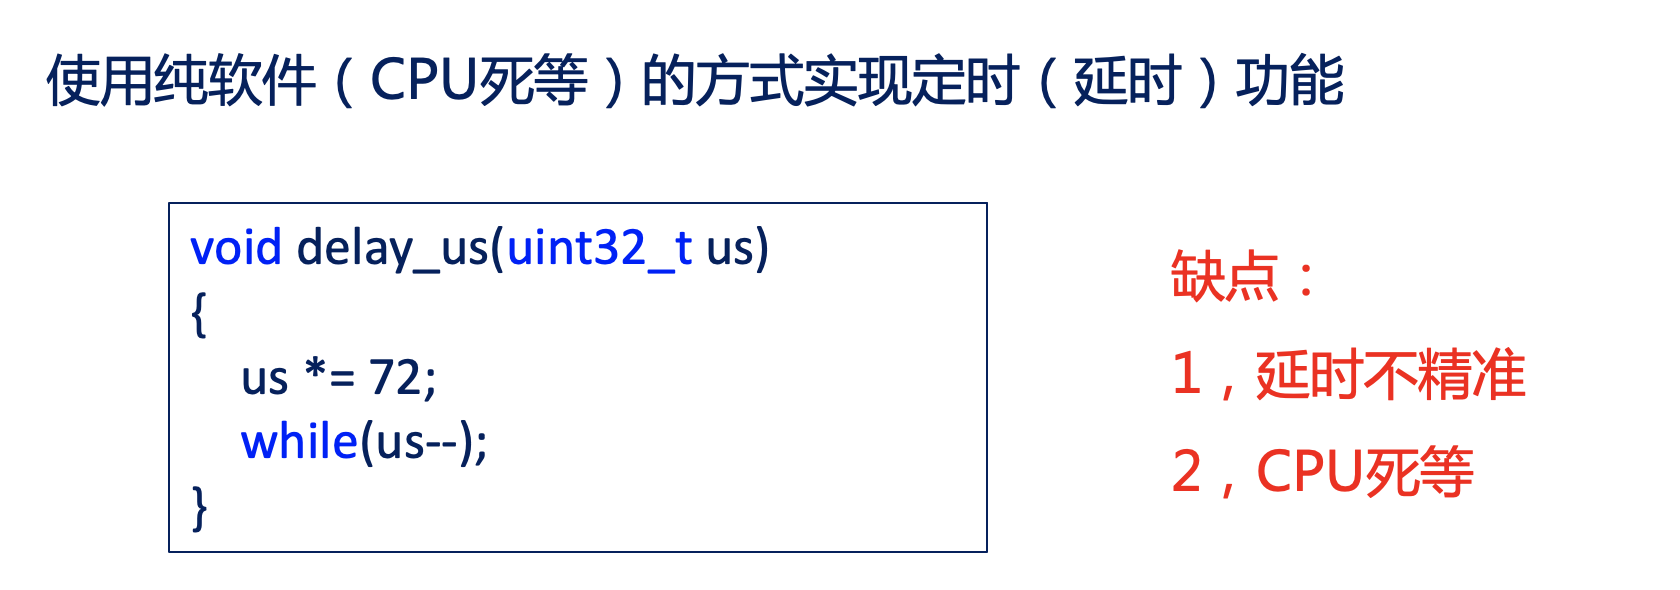 使用纯软件（CPU死等）的方式实现定时（延时）功能
void delay_us(uint32_t us)
{
us *= 72;
while(us--);
}
缺点：
1，延时不精准
2，CPU死等